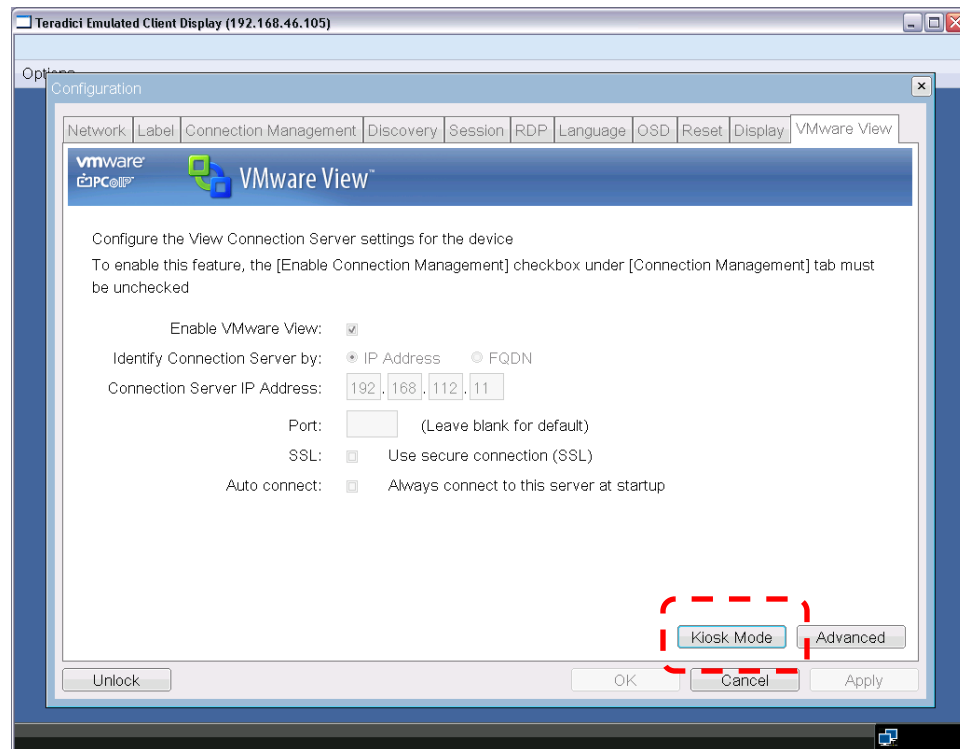 Teradici Emulated Client Display (192.168.46.105)
Options
Configuration
Network Label Connection Management Discovery Session RDP Language OSD Reset Display VMware View
vmware
PCoIP
VMware View™
Configure the View Connection Server settings for the device
To enable this feature, the [Enable Connection Management] checkbox under [Connection Management] tab must
be unchecked
Enable VMware View:
Identify Connection Server by: IP Address FQDN
Connection Server IP Address: 192 . 168 . 112 . 11
Port: (Leave blank for default)
SSL: Use secure connection (SSL)
Auto connect: Always connect to this server at startup
Kiosk Mode Advanced
Unlock OK Cancel Apply